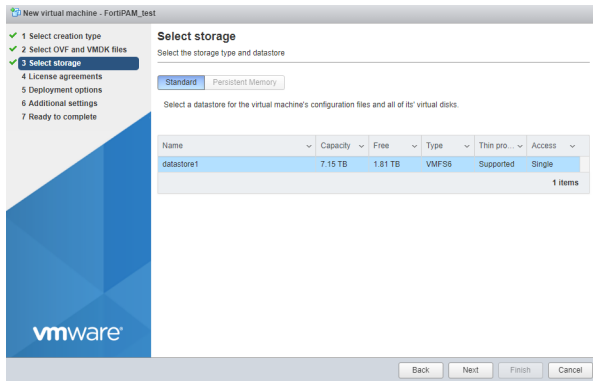 New virtual machine - FortiPAM_test
1 Select creation type
2 Select OVF and VMDK files
3 Select storage
4 License agreements
5 Deployment options
6 Additional settings
7 Ready to complete
vmware®
Select storage
Select the storage type and datastore
Standard Persistent Memory
Select a datastore for the virtual machine's configuration files and all of its' virtual disks.
Name Capacity Free Type Thin pro... Access
datastore1 7.15 TB 1.81 TB VMFS6 Supported Single
1 items
Back Next Finish Cancel